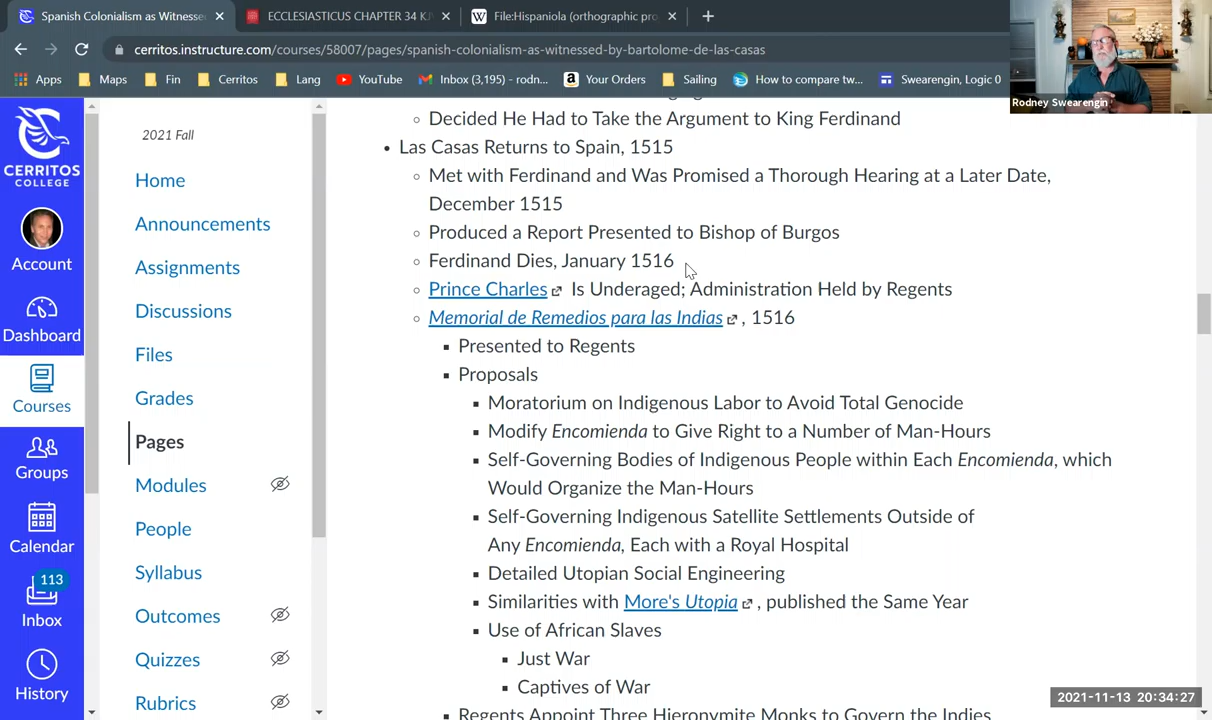 Spanish Colonialism as Witnesse
ECCLESIASTICUS CHAPTER 34 KJ
File:Hispaniola (orthographic pro
cerritos.instructure.com/courses/58007/pages/spanish-colonialism-as-witnessed-by-bartolome-de-las-casas
Apps Maps Fin Cerritos Lang YouTube Inbox (3,195) - rodn... Your Orders Sailing How to compare tw... Swearengin, Logic 0
Rodney Swearengin
CERRITOS
COLLEGE
Account
Dashboard
Courses
Groups
Calendar
113
Inbox
History
2021 Fall
Home
Announcements
Assignments
Discussions
Files
Grades
Pages
Modules
People
Syllabus
Outcomes
Quizzes
Rubrics
Decided He Had to Take the Argument to King Ferdinand
Las Casas Returns to Spain, 1515
Met with Ferdinand and Was Promised a Thorough Hearing at a Later Date,
December 1515
Produced a Report Presented to Bishop of Burgos
Ferdinand Dies, January 1516
Prince Charles Is Underaged; Administration Held by Regents
Memorial de Remedios para las Indias , 1516
Presented to Regents
Proposals
Moratorium on Indigenous Labor to Avoid Total Genocide
Modify Encomienda to Give Right to a Number of Man-Hours
Self-Governing Bodies of Indigenous People within Each Encomienda, which
Would Organize the Man-Hours
Self-Governing Indigenous Satellite Settlements Outside of
Any Encomienda, Each with a Royal Hospital
Detailed Utopian Social Engineering
Similarities with More's Utopia , published the Same Year
Use of African Slaves
Just War
Captives of War
Regents Appoint Three Hieronymite Monks to Govern the Indies
2021-11-13 20:34:27